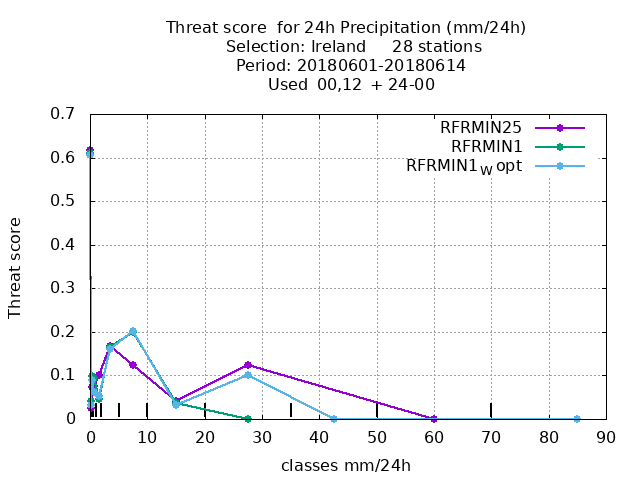 Threat score  for 24h Precipitation (mm/24h)
Selection: Ireland     28 stations
Period: 20180601-20180614
Used  00,12  + 24-00
RFRMIN25
RFRMIN1
RFRMIN1W opt
Threat score
0.7
0.6
0.5
0.4
0.3
0.2
0.1
0
0 10 20 30 40 50 60 70 80 90
classes mm/24h